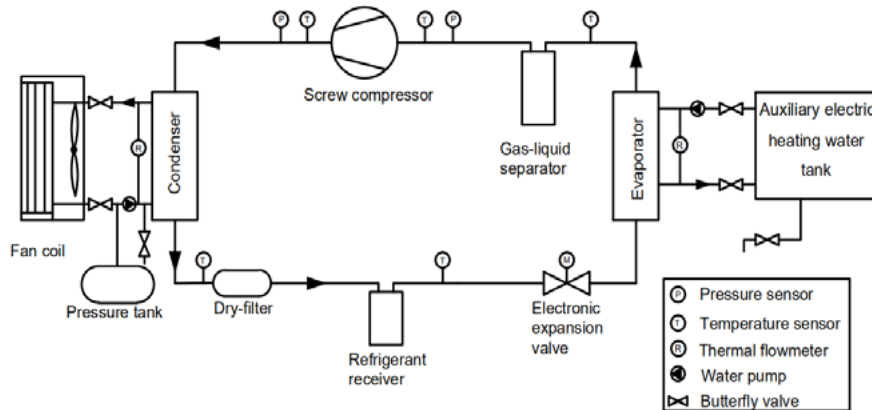 P
T
T
P
T
Screw compressor
Gas-liquid
separator
Condenser
R
Fan coil
Pressure tank
T
Dry-filter
Refrigerant
receiver
T
M
Electronic
expansion
valve
Evaporator
R
Auxiliary electric
heating water
tank
P Pressure sensor
T Temperature sensor
R Thermal flowmeter
Water pump
Butterfly valve